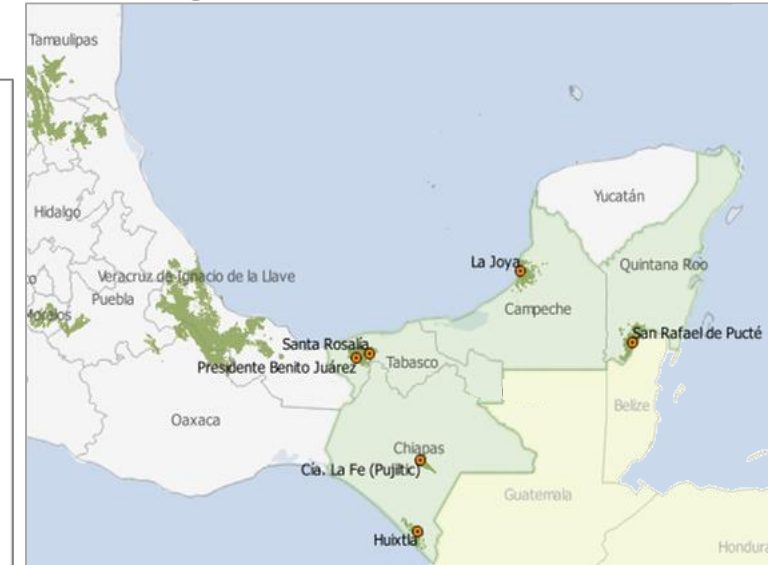 Tamaulipas
Hidalgo
Yucatán
La Joya
Quintana Roo
Veracruz de Ignacio de la Llave
Puebla
Morelos
Campeche
San Rafael de Pucté
Santa Rosalía
Tabasco
Presidente Benito Juárez
Belize
Oaxaca
Chiapas
Cía. La Fe (Pujiltic)
Guatemala
Huixtla
Hondura